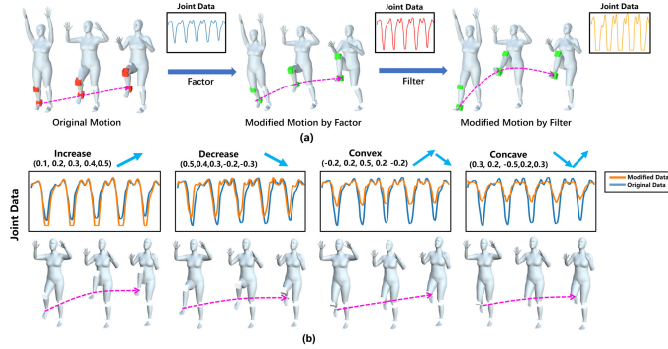 Joint Data
Joint Data
Joint Data
Factor
Filter
Original Motion
Modified Motion by Factor
Modified Motion by Filter
(a)
Increase
(0.1, 0.2, 0.3, 0.4,0.5)
Decrease
(0.5,0.4,0.3,-0.2,-0.3)
Convex
(-0.2, 0.2, 0.5, 0.2 -0.2)
Concave
(0.3, 0.2, -0.5,0.2,0.3)
Joint Data
Modified Data
Original Data
(b)